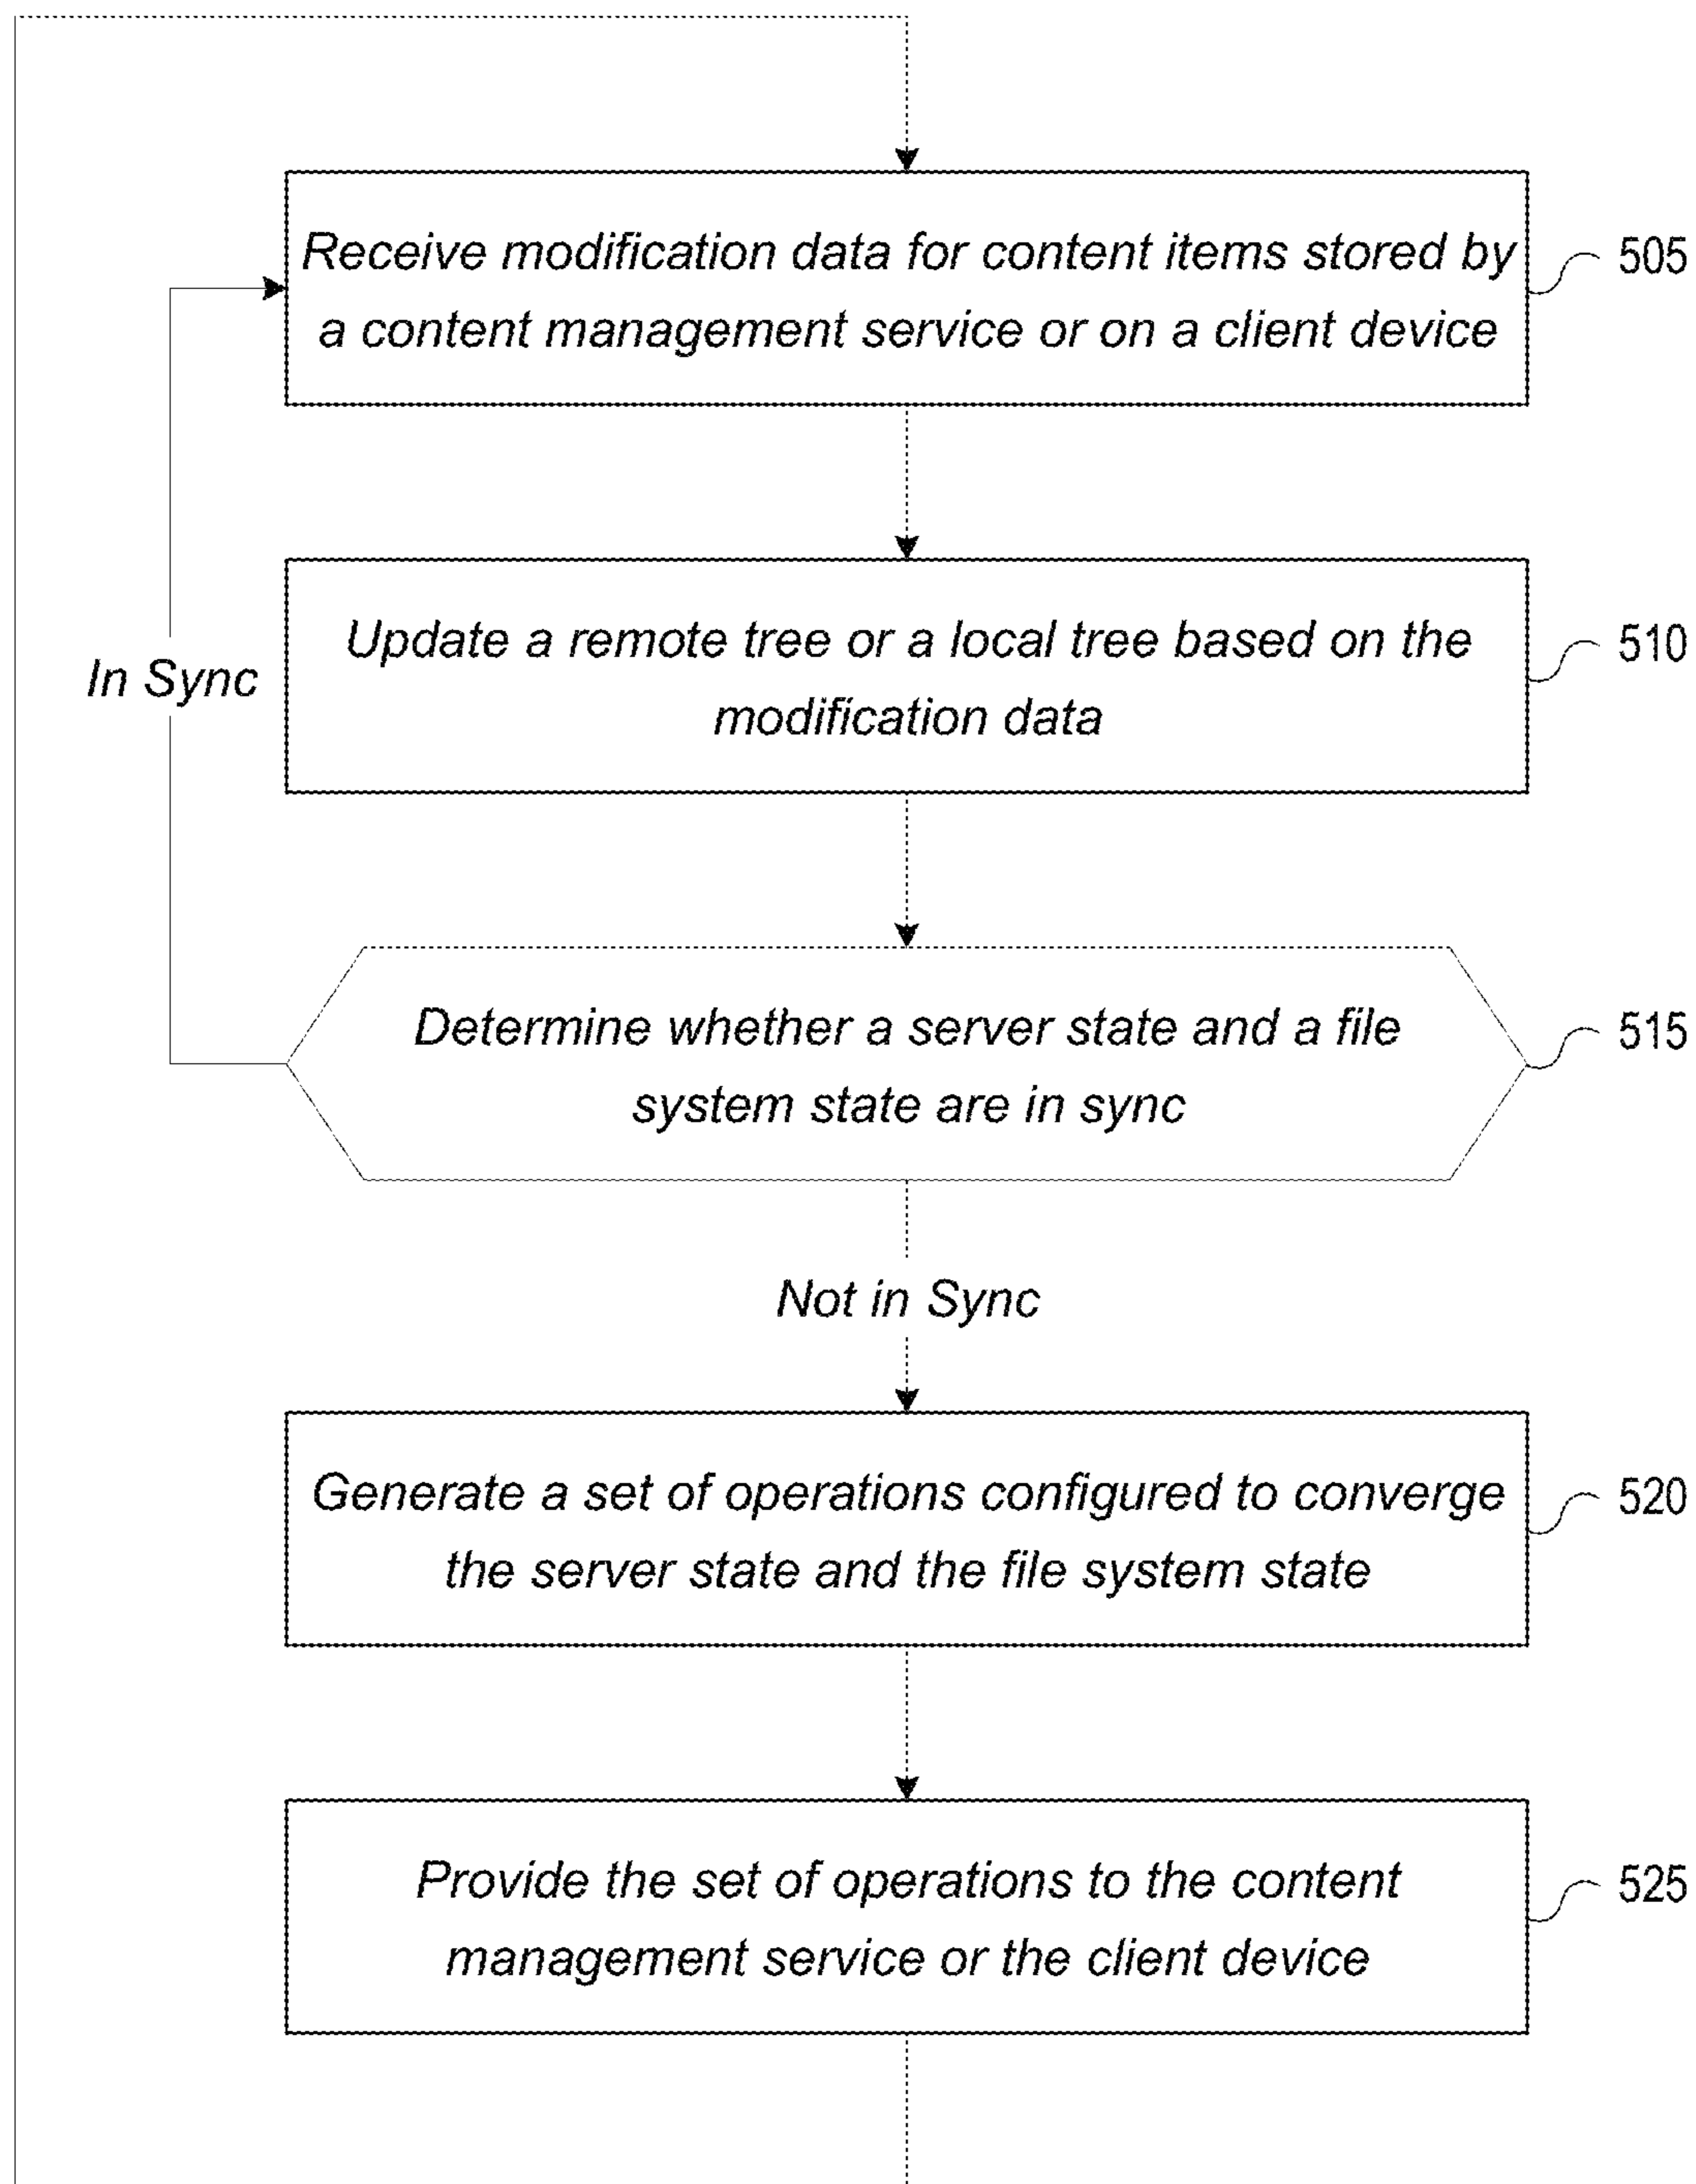 Receive modification data for content items stored by
a content management service or on a client device
505
Update a remote tree or a local tree based on the
modification data
510
In Sync
Determine whether a server state and a file
system state are in sync
515
Not in Sync
Generate a set of operations configured to converge
the server state and the file system state
520
Provide the set of operations to the content
management service or the client device
525